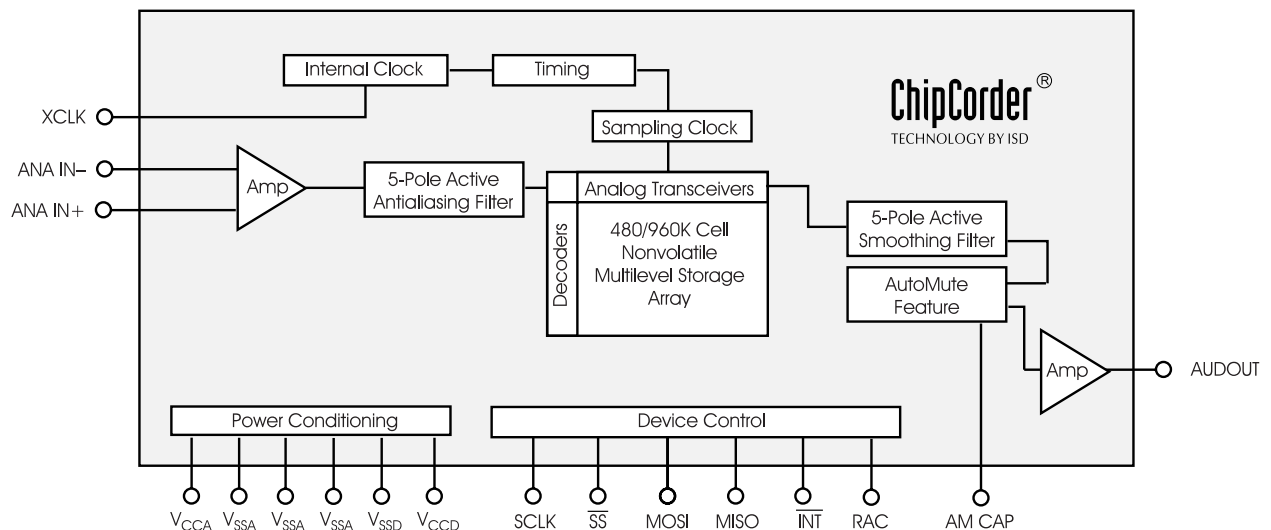 Internal Clock
Timing
ChipCorder®
TECHNOLOGY BY ISD
XCLK
Sampling Clock
ANA IN–
ANA IN+
Amp
5-Pole Active
Antialiasing Filter
Decoders
Analog Transceivers
480/960K Cell
Nonvolatile
Multilevel Storage
Array
5-Pole Active
Smoothing Filter
AutoMute
Feature
Amp
AUDOUT
Power Conditioning
Device Control
VCCA
VSSA
VSSA
VSSA
VSSD
VCCD
SCLK
S̅S̅
MOSI
MISO
I̅N̅T̅
RAC
AM CAP